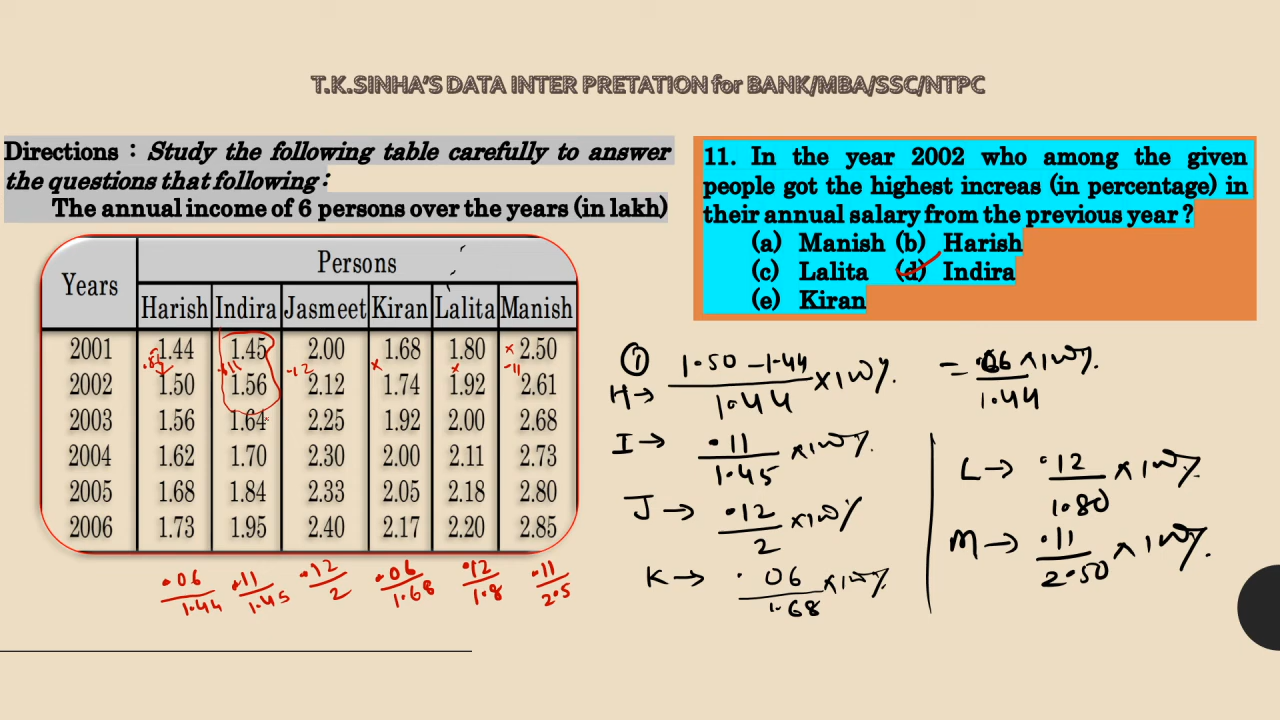 T.K.SINHA'S DATA INTER PRETATION for BANK/MBA/SSC/NTPC
Directions : Study the following table carefully to answer
the questions that following :
The annual income of 6 persons over the years (in lakh)
Years Persons
Harish Indira Jasmeet Kiran Lalita Manish
2001 1.44 1.45 2.00 1.68 1.80 × 2.50
.05 .11 -.12 × × -.11
2002 1.50 1.56 2.12 1.74 1.92 2.61
2003 1.56 1.64 2.25 1.92 2.00 2.68
2004 1.62 1.70 2.30 2.00 2.11 2.73
2005 1.68 1.84 2.33 2.05 2.18 2.80
2006 1.73 1.95 2.40 2.17 2.20 2.85
.06/1.44 .11/1.45 .12/2 .06/1.68 .12/1.8 .11/2.5
11. In the year 2002 who among the given
people got the highest increas (in percentage) in
their annual salary from the previous year ?
(a) Manish (b) Harish
(c) Lalita (d) Indira
(e) Kiran
①
H→ 1.50-1.44/1.44 ×100%. = .06/1.44 ×100%.
I → .11/1.45 ×100%.
J → .12/2 ×100%
K → .06/1.68 ×100%
L → .12/1.80 ×100%.
M → .11/2.50 ×100%.